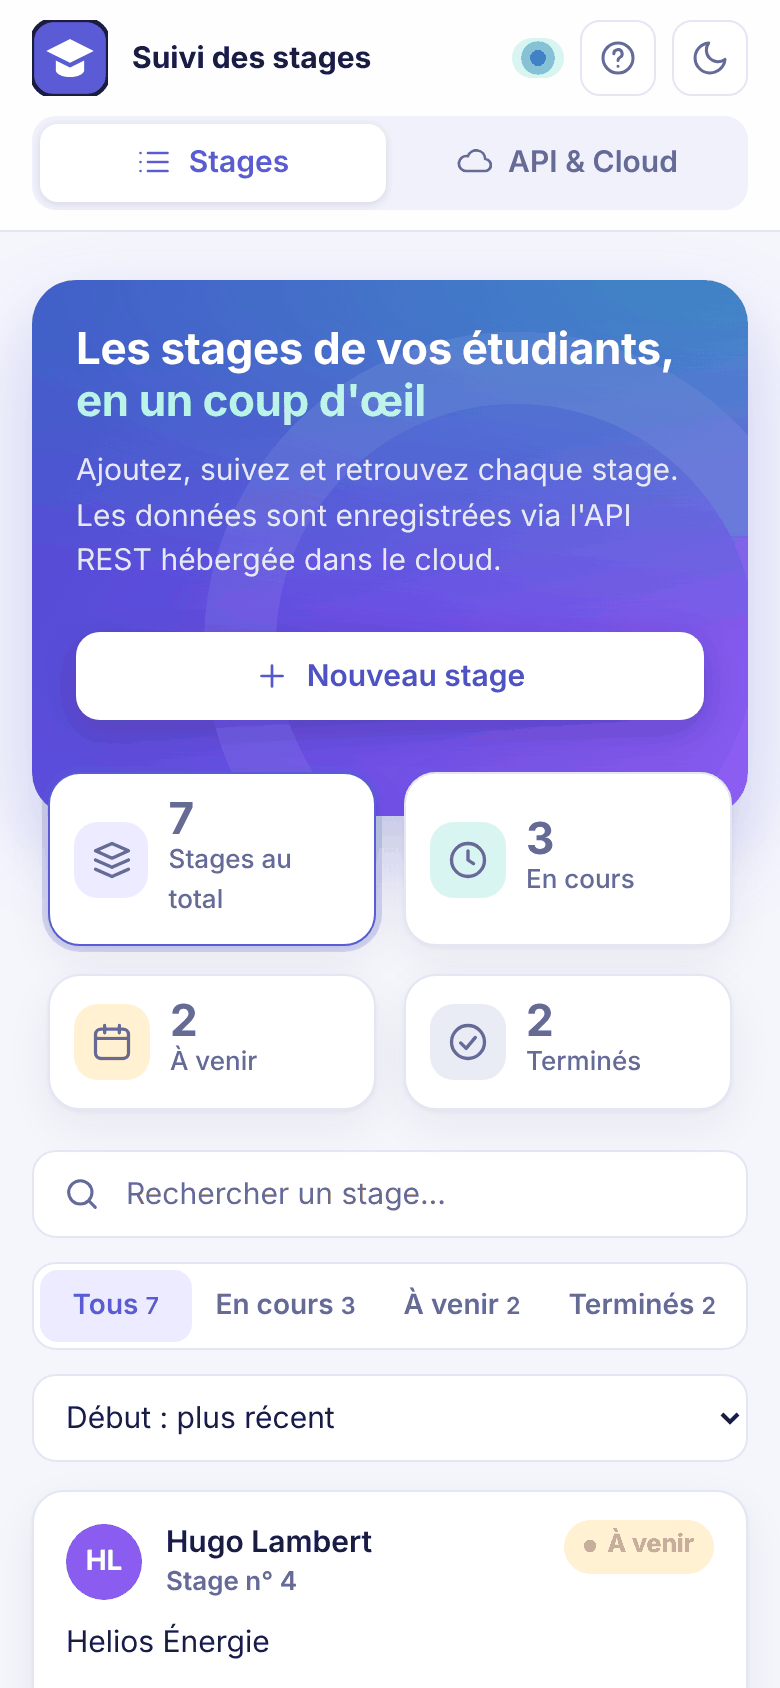 Suivi des stages
Stages
API & Cloud
Les stages de vos étudiants,
en un coup d'œil
Ajoutez, suivez et retrouvez chaque stage.
Les données sont enregistrées via l'API
REST hébergée dans le cloud.
Nouveau stage
7
Stages au
total
3
En cours
2
À venir
2
Terminés
Rechercher un stage...
Tous 7
En cours 3
À venir 2
Terminés 2
Début : plus récent
HL
Hugo Lambert
À venir
Stage n° 4
Helios Énergie